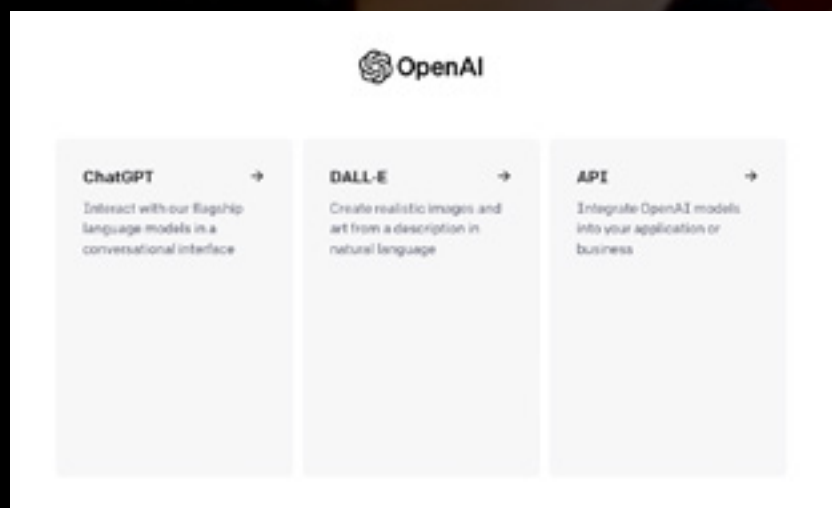 OpenAI
ChatGPT →
Interact with our flagship
language models in a
conversational interface
DALL·E →
Create realistic images and
art from a description in
natural language
API →
Integrate OpenAI models
into your application or
business